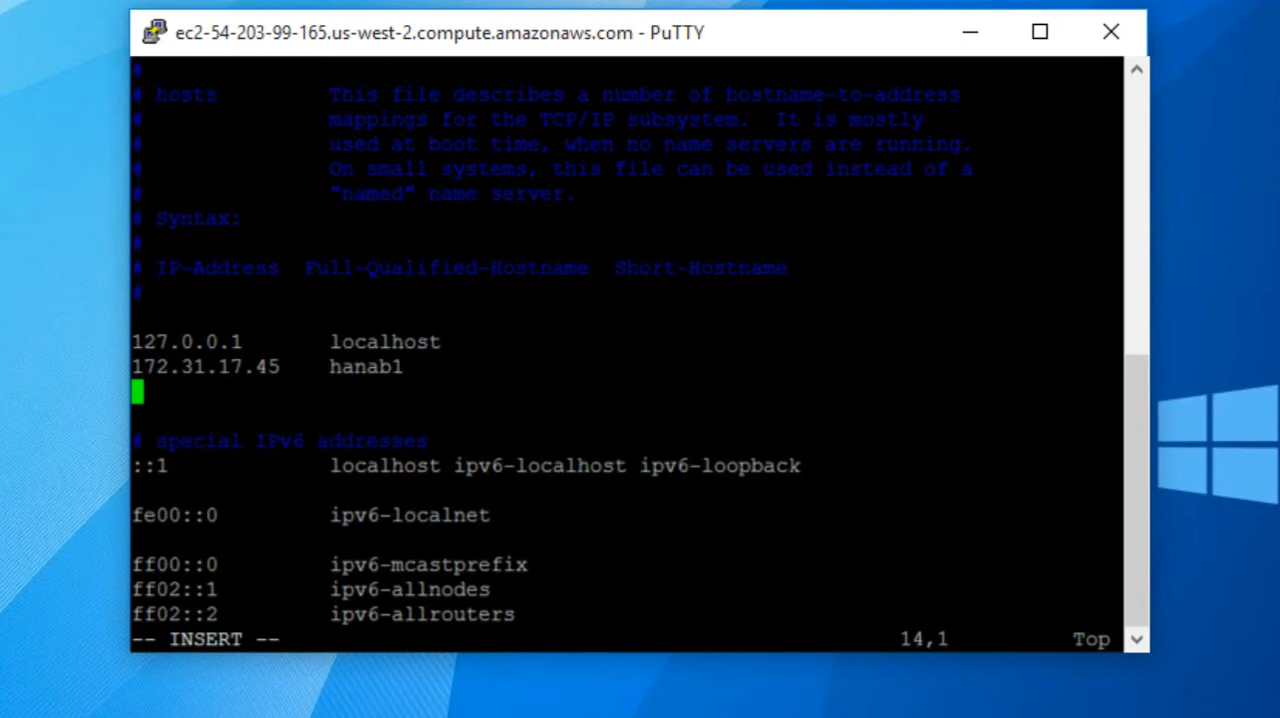 ec2-54-203-99-165.us-west-2.compute.amazonaws.com - PuTTY
#
# hosts This file describes a number of hostname-to-address
# mappings for the TCP/IP subsystem. It is mostly
# used at boot time, when no name servers are running.
# On small systems, this file can be used instead of a
# "named" name server.
# Syntax:
#
# IP-Address Full-Qualified-Hostname Short-Hostname
#
127.0.0.1 localhost
172.31.17.45 hanab1
# special IPv6 addresses
::1 localhost ipv6-localhost ipv6-loopback
fe00::0 ipv6-localnet
ff00::0 ipv6-mcastprefix
ff02::1 ipv6-allnodes
ff02::2 ipv6-allrouters
-- INSERT -- 14,1 Top